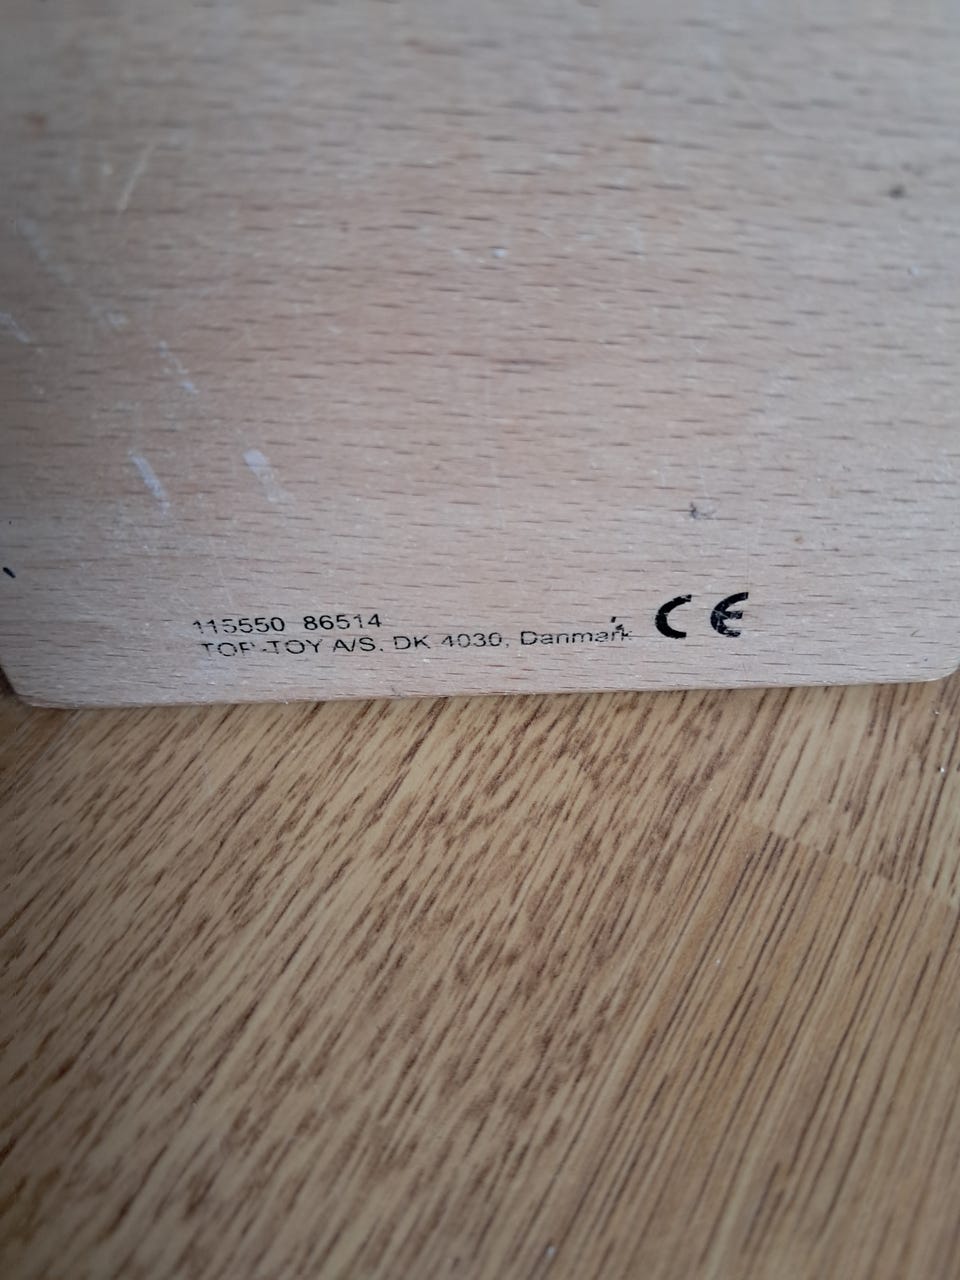 115550 86514
TOP-TOY A/S. DK 4030, Danmark CE